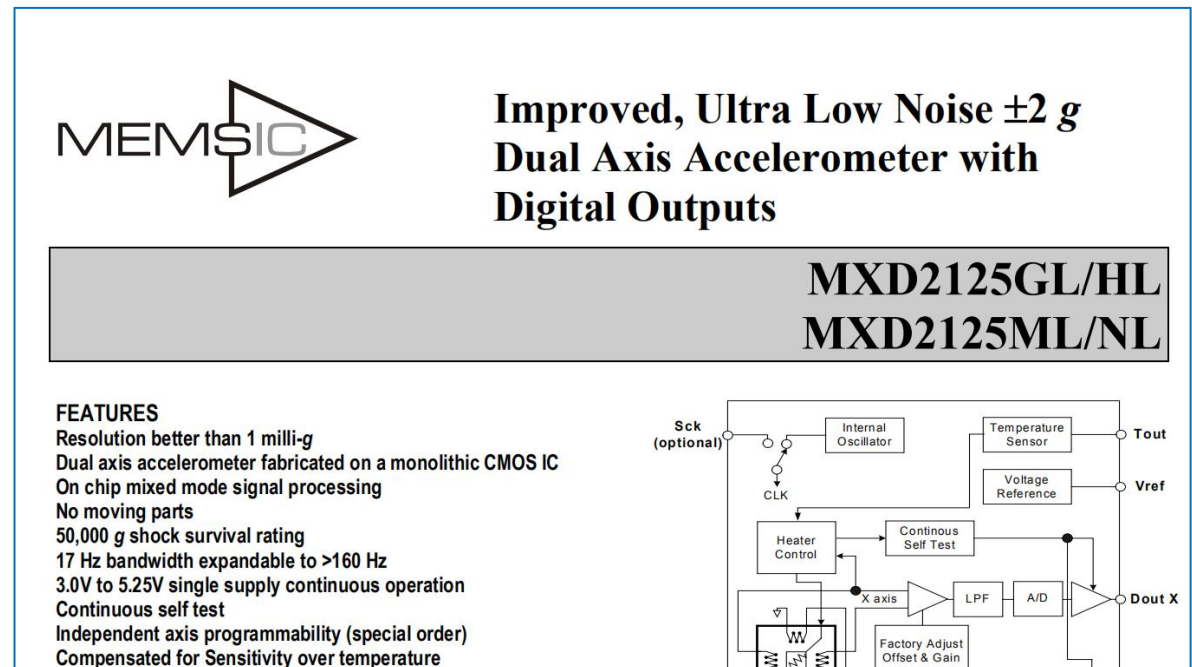 MEMSIC
Improved, Ultra Low Noise ±2 g
Dual Axis Accelerometer with
Digital Outputs
MXD2125GL/HL
MXD2125ML/NL
FEATURES
Resolution better than 1 milli-g
Dual axis accelerometer fabricated on a monolithic CMOS IC
On chip mixed mode signal processing
No moving parts
50,000 g shock survival rating
17 Hz bandwidth expandable to >160 Hz
3.0V to 5.25V single supply continuous operation
Continuous self test
Independent axis programmability (special order)
Compensated for Sensitivity over temperature
Sck
(optional)
Internal
Oscillator
CLK
Temperature
Sensor
Tout
Voltage
Reference
Vref
Heater
Control
Continous
Self Test
X axis
LPF
A/D
Dout X
Factory Adjust
Offset & Gain